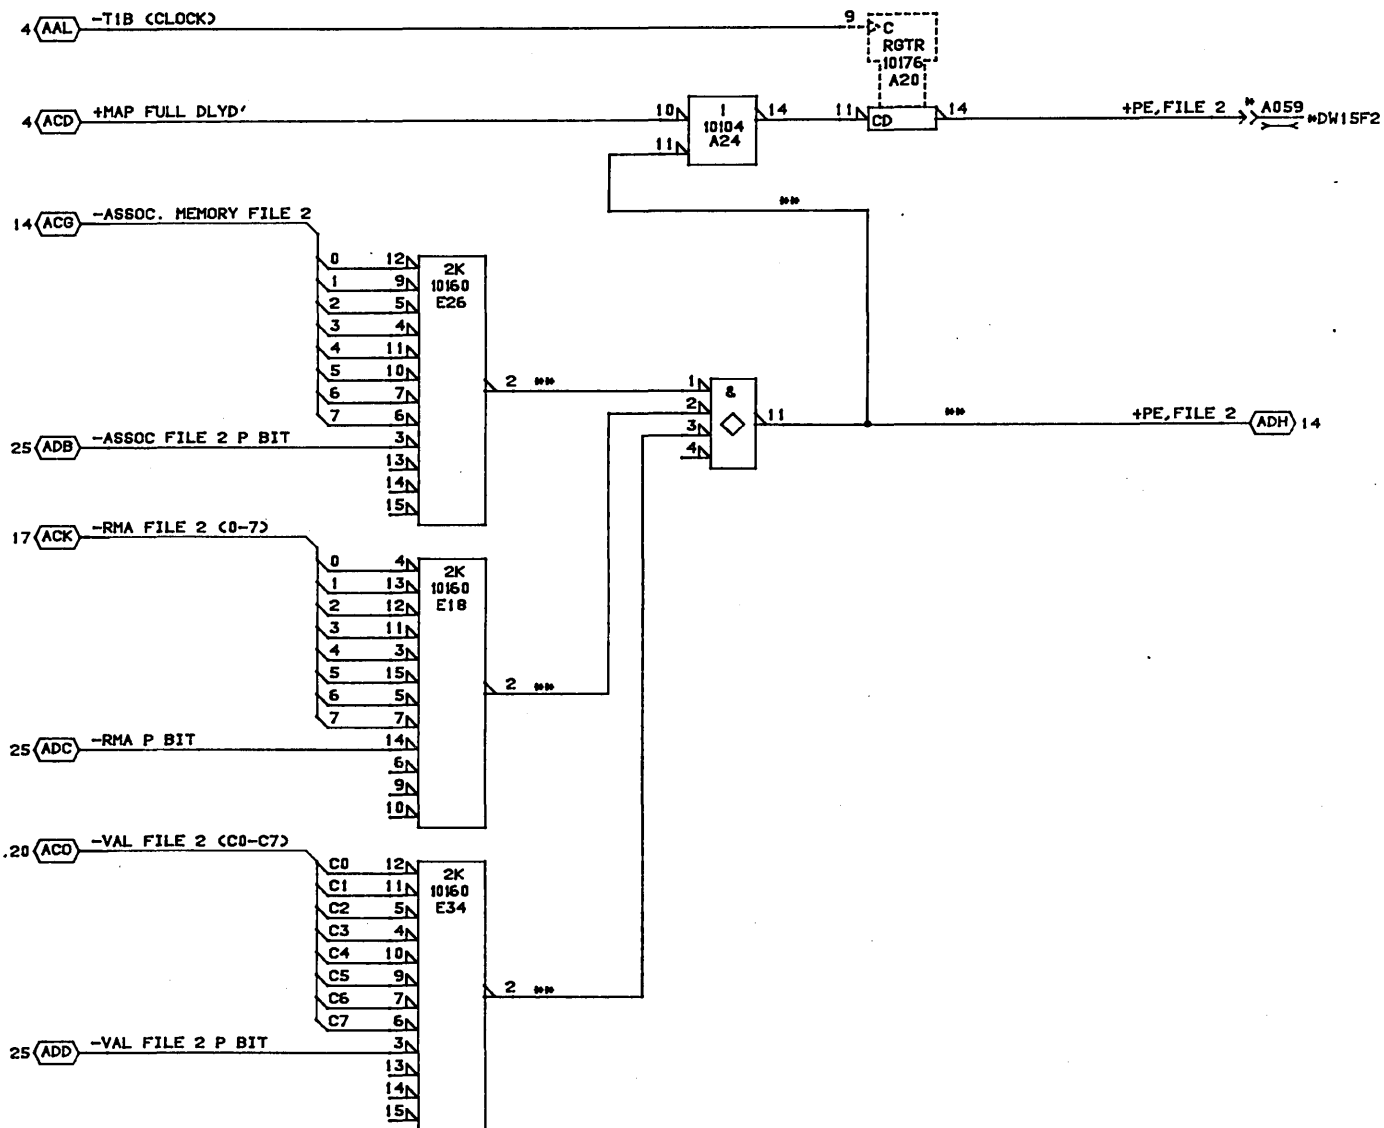 4 AAL -T1B (CLOCK) 9 C
RGTR
10176
A20
4 ACD +MAP FULL DLYD' 10 1 14 11 CD 14 +PE,FILE 2 A059 *DW15F2
10104
A24
11
**
14 ACG -ASSOC. MEMORY FILE 2
0 12 2K
1 9 10160
2 5 E26
3 4
4 11
5 10
6 7
7 6
2 **
25 ADB -ASSOC FILE 2 P BIT 3
13
14
15
1 &
2
3
4
11 ** +PE,FILE 2 ADH 14
17 ACK -RMA FILE 2 (0-7)
0 4 2K
1 13 10160
2 12 E18
3 11
4 3
5 15
6 5
7 7
2 **
25 ADC -RMA P BIT 14
6
9
10
20 ACO -VAL FILE 2 (C0-C7)
C0 12 2K
C1 11 10160
C2 5 E34
C3 4
C4 10
C5 9
C6 7
C7 6
2 **
25 ADD -VAL FILE 2 P BIT 3
13
14
15